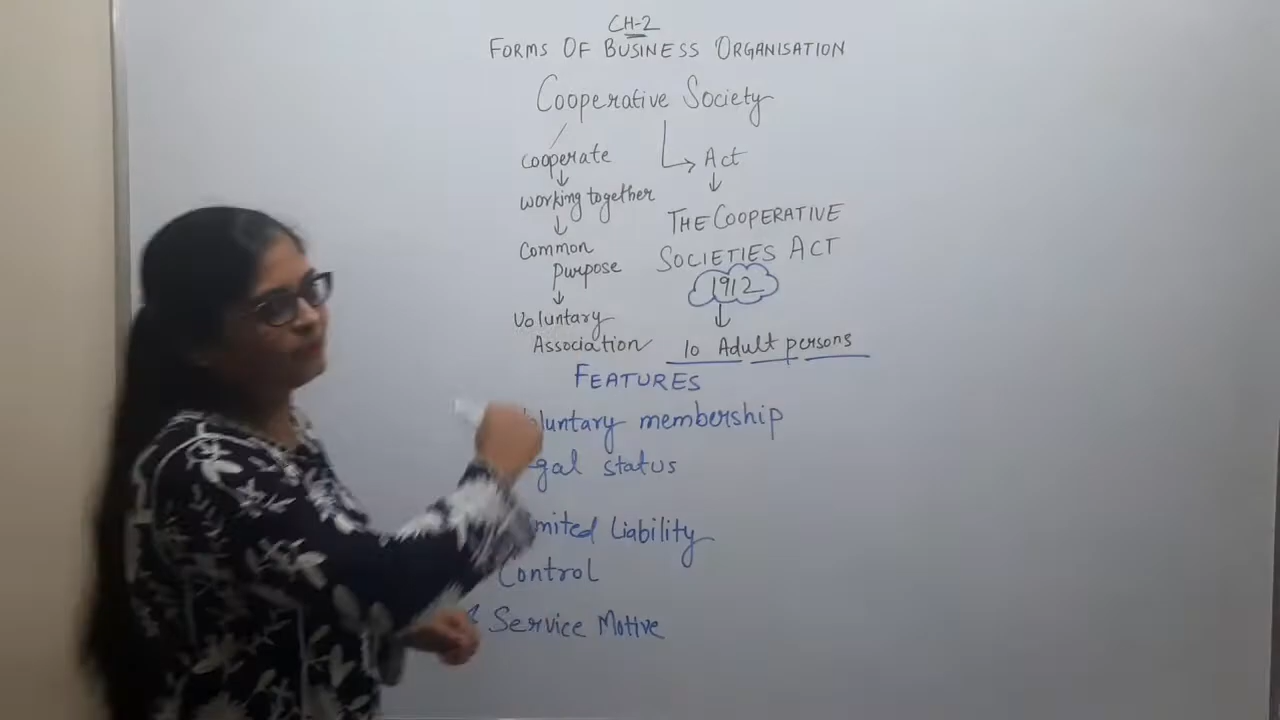 CH-2
FORMS OF BUSINESS ORGANISATION
Cooperative Society
cooperate
Act
working together
THE COOPERATIVE
Common
SOCIETIES ACT
Purpose
1912
Voluntary
Association
10 Adult persons
FEATURES
membership
status
Liability
Control
Service Motive